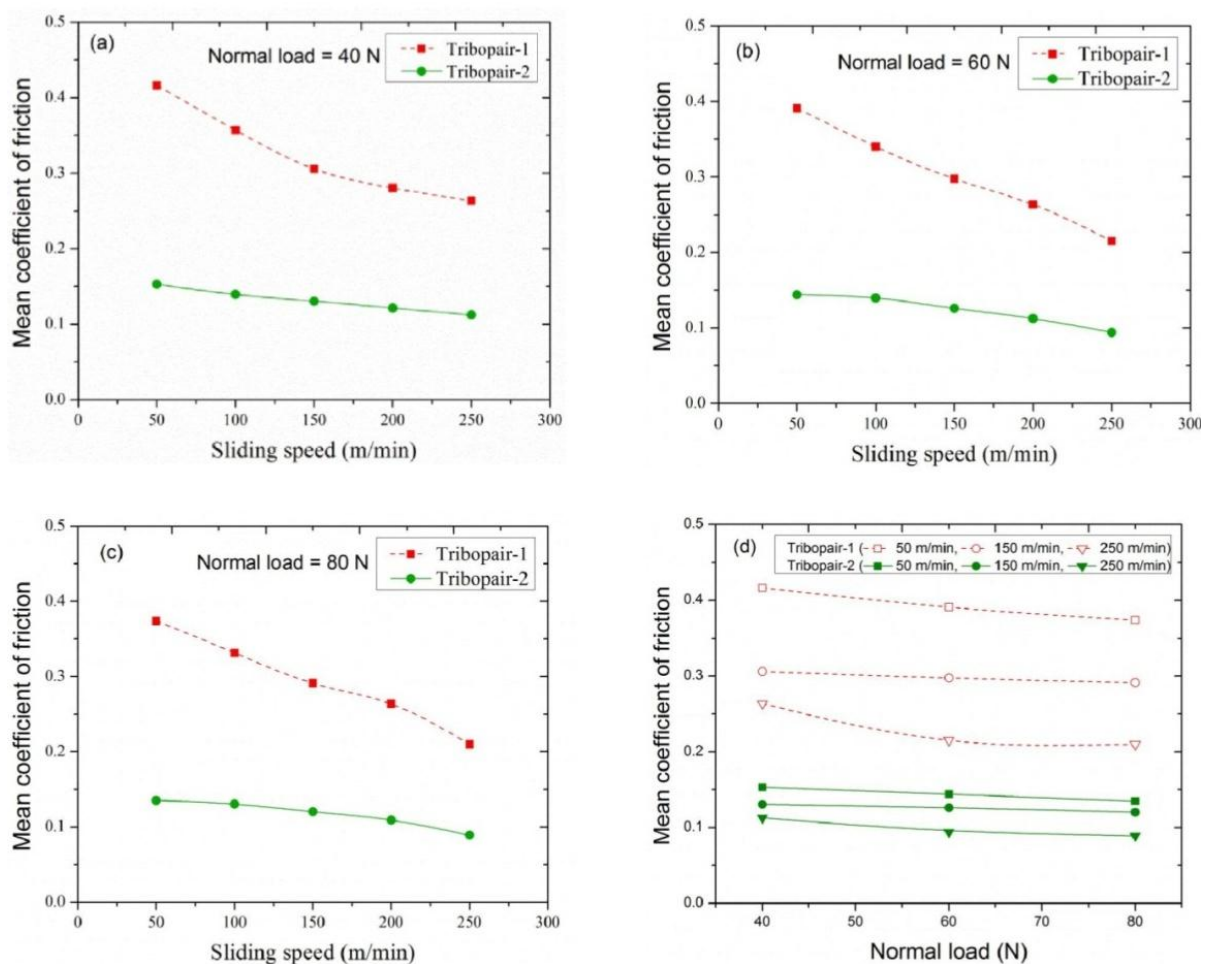 (a)
Normal load = 40 N
Tribopair-1
Tribopair-2
Mean coefficient of friction
0.5
0.4
0.3
0.2
0.1
0.0
0 50 100 150 200 250 300
Sliding speed (m/min)
(b)
Normal load = 60 N
Tribopair-1
Tribopair-2
Mean coefficient of friction
0.5
0.4
0.3
0.2
0.1
0.0
0 50 100 150 200 250 300
Sliding speed (m/min)
(c)
Normal load = 80 N
Tribopair-1
Tribopair-2
Mean coefficient of friction
0.5
0.4
0.3
0.2
0.1
0.0
0 50 100 150 200 250 300
Sliding speed (m/min)
(d)
Tribopair-1 ( 50 m/min, 150 m/min, 250 m/min)
Tribopair-2 ( 50 m/min, 150 m/min, 250 m/min)
Mean coefficient of friction
0.5
0.4
0.3
0.2
0.1
0.0
40 50 60 70 80
Normal load (N)